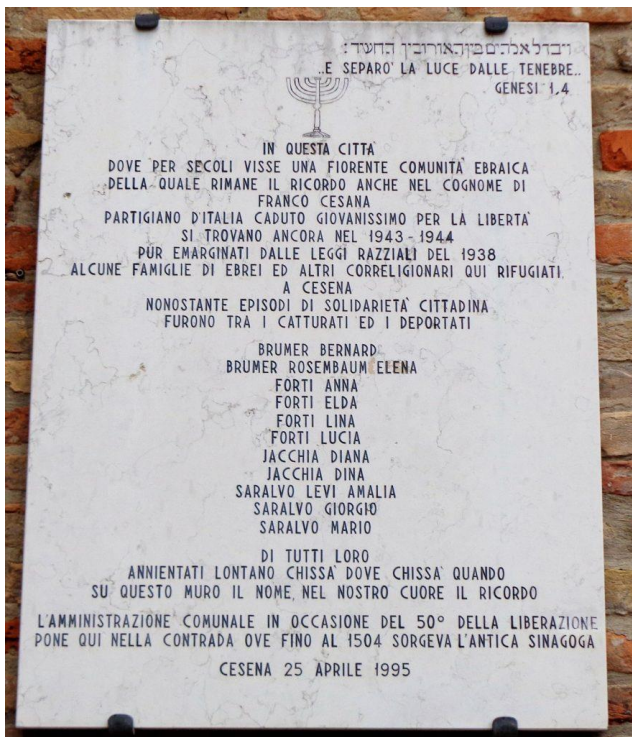 ויבדל אלהים בין האור ובין החשך:
..E SEPARO' LA LUCE DALLE TENEBRE..
GENESI 1.4
IN QUESTA CITTA'
DOVE PER SECOLI VISSE UNA FIORENTE COMUNITA' EBRAICA
DELLA QUALE RIMANE IL RICORDO ANCHE NEL COGNOME DI
FRANCO CESANA
PARTIGIANO D'ITALIA CADUTO GIOVANISSIMO PER LA LIBERTA'
SI TROVANO ANCORA NEL 1943-1944
PUR EMARGINATI DALLE LEGGI RAZZIALI DEL 1938
ALCUNE FAMIGLIE DI EBREI ED ALTRI CORRELIGIONARI QUI RIFUGIATI.
A CESENA
NONOSTANTE EPISODI DI SOLIDARIETA' CITTADINA
FURONO TRA I CATTURATI ED I DEPORTATI
BRUMER BERNARD
BRUMER ROSEMBAUM ELENA
FORTI ANNA
FORTI ELDA
FORTI LINA
FORTI LUCIA
JACCHIA DIANA
JACCHIA DINA
SARALVO LEVI AMALIA
SARALVO GIORGIO
SARALVO MARIO
DI TUTTI LORO
ANNIENTATI LONTANO CHISSA' DOVE CHISSA' QUANDO
SU QUESTO MURO IL NOME, NEL NOSTRO CUORE IL RICORDO
L'AMMINISTRAZIONE COMUNALE IN OCCASIONE DEL 50° DELLA LIBERAZIONE
PONE QUI NELLA CONTRADA OVE FINO AL 1504 SORGEVA L'ANTICA SINAGOGA
CESENA 25 APRILE 1995